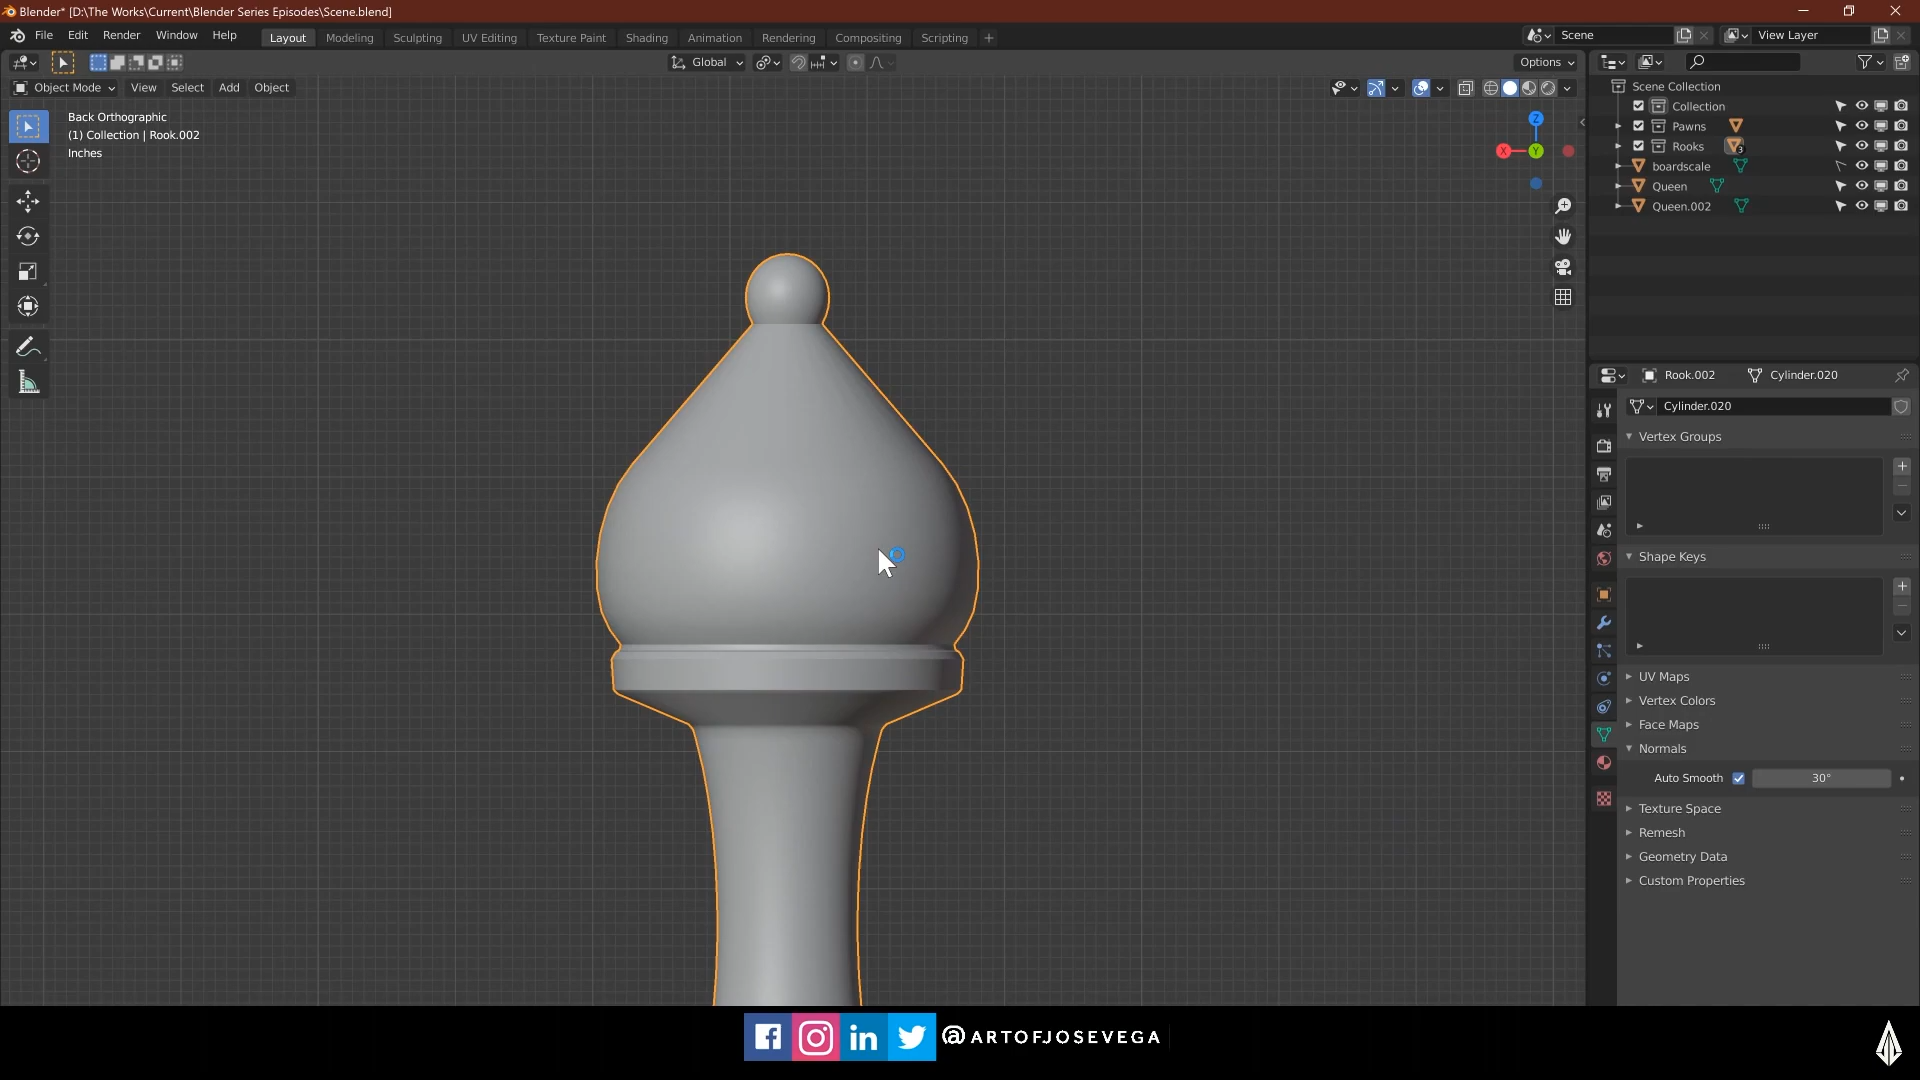 Blender* [D:\The Works\Current\Blender Series Episodes\Scene.blend]
File Edit Render Window Help Layout Modeling Sculpting UV Editing Texture Paint Shading Animation Rendering Compositing Scripting + Scene View Layer
Global Options
Object Mode View Select Add Object
Back Orthographic
(1) Collection | Rook.002
Inches
Z
X
Y
Scene Collection
Collection
Pawns
Rooks 3
boardscale
Queen
Queen.002
Rook.002 Cylinder.020
Cylinder.020
Vertex Groups
Shape Keys
UV Maps
Vertex Colors
Face Maps
Normals
Auto Smooth 30°
Texture Space
Remesh
Geometry Data
Custom Properties
@ARTOFJOSEVEGA